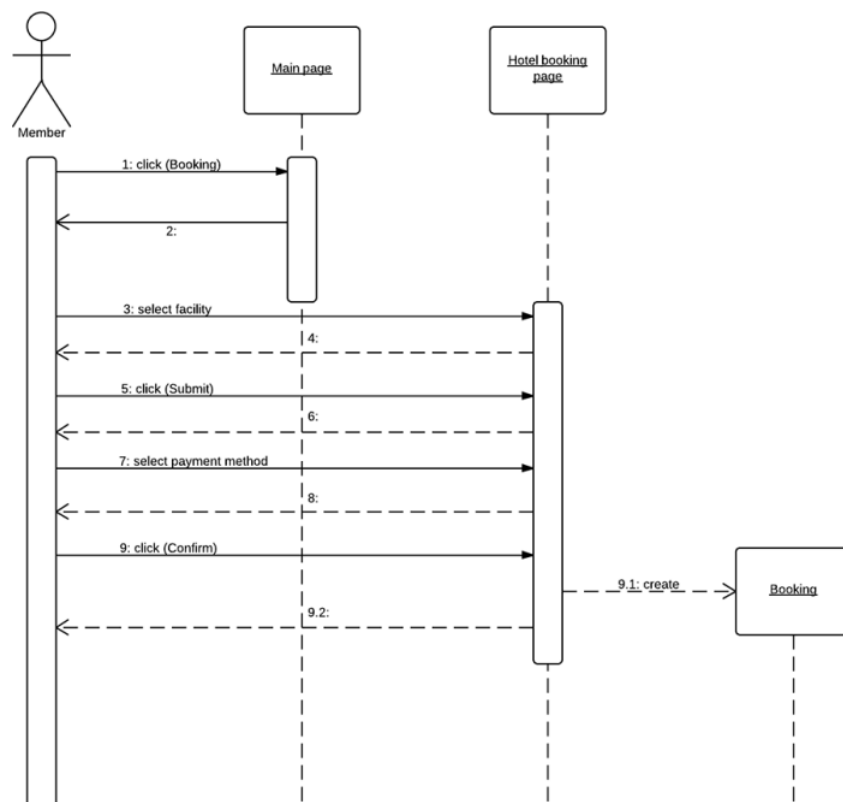 Main page
Hotel booking
page
Member
1: click (Booking)
2:
3: select facility
4:
5: click (Submit)
6:
7: select payment method
8:
9: click (Confirm)
9.1: create
Booking
9.2: